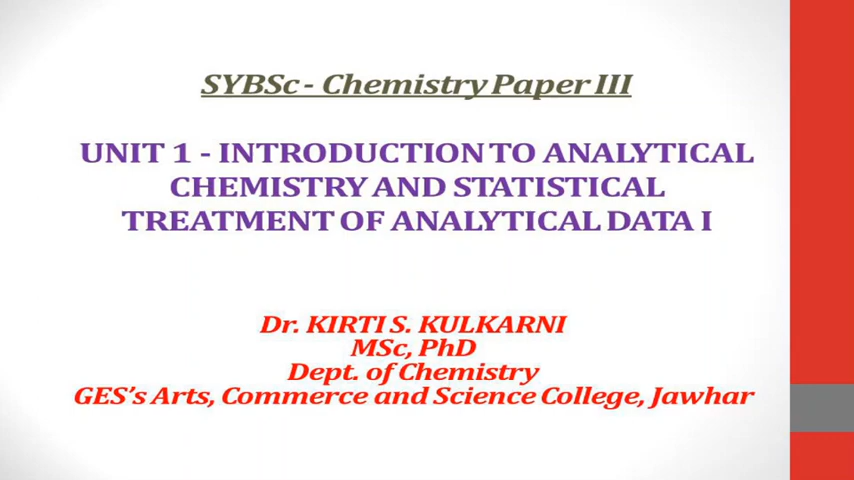 SYBSc - Chemistry Paper III
UNIT 1 - INTRODUCTION TO ANALYTICAL
CHEMISTRY AND STATISTICAL
TREATMENT OF ANALYTICAL DATA I
Dr. KIRTI S. KULKARNI
MSc, PhD
Dept. of Chemistry
GES's Arts, Commerce and Science College, Jawhar